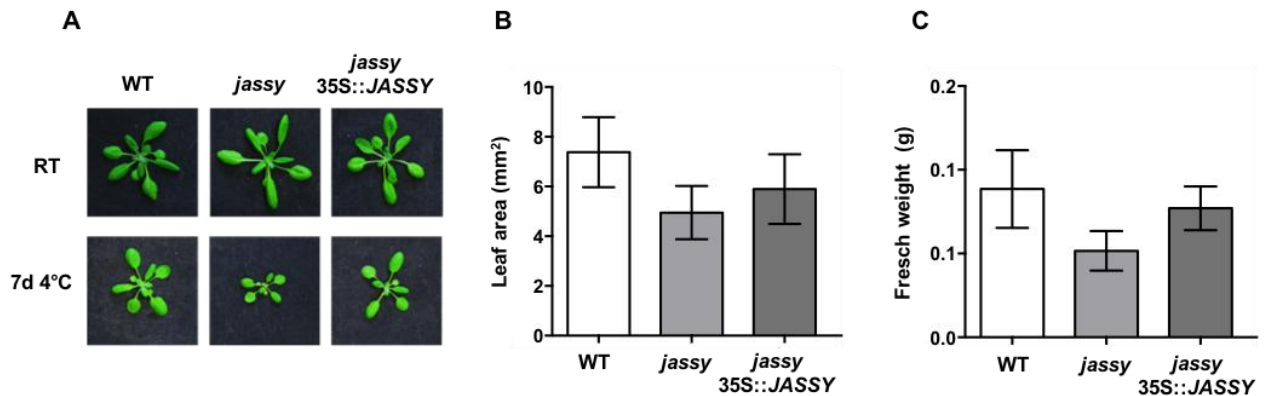 A
WT
jassy
jassy
35S::JASSY
RT
7d 4°C
B
Leaf area (mm²)
10
8
6
4
2
0
WT
jassy
jassy
35S::JASSY
C
Fresch weight (g)
0.2
0.1
0.1
0.0
WT
jassy
jassy
35S::JASSY